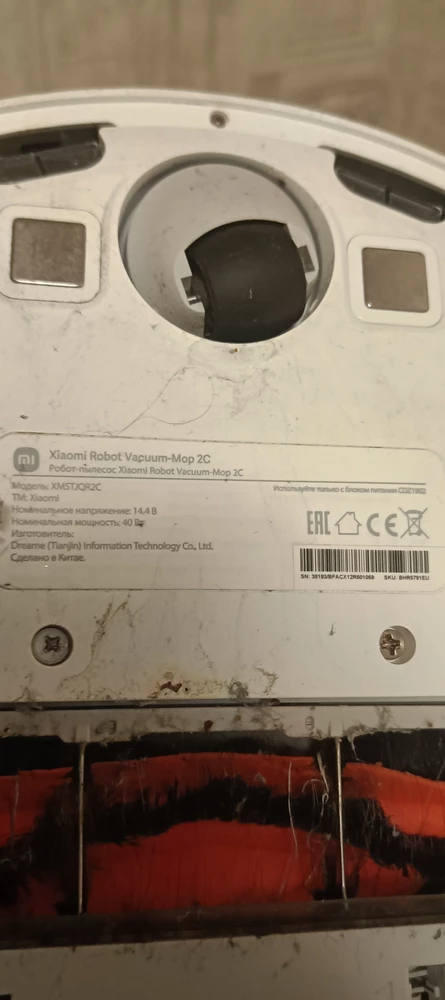 mi
Xiaomi Robot Vacuum-Mop 2C
Робот-пылесос Xiaomi Robot Vacuum-Mop 2C
Модель: XMSTJQR2C
Используйте только с блоком питания CDZ1902
ТМ: Xiaomi
Номинальное напряжение: 14.4 В
Номинальная мощность: 40 Вт
Изготовитель:
Dreame (Tianjin) Information Technology Co., Ltd.
Сделано в Китае.
EAC CE
SKU: BHR5791EU